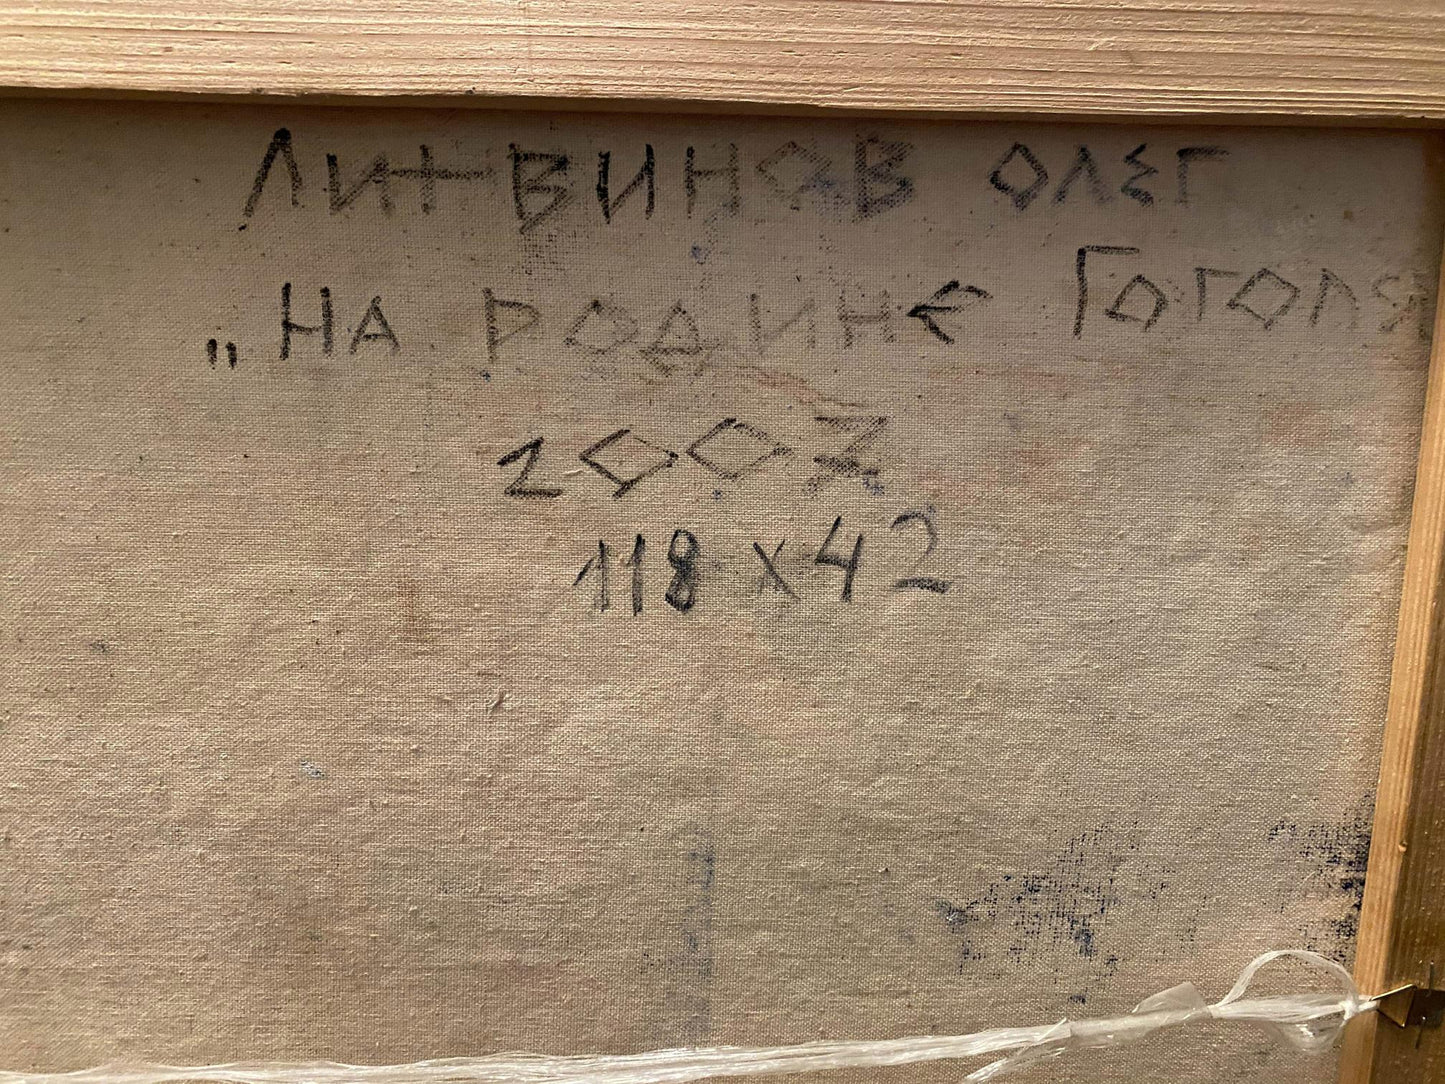 ЛИТВИНОВ ОЛЕГ
„НА РОДИНЕ ГОГОЛЯ
2007
118 x 42